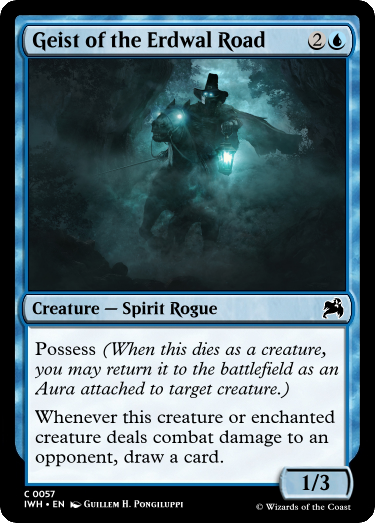 Geist of the Erdwal Road 2
Creature — Spirit Rogue
Possess (When this dies as a creature,
you may return it to the battlefield as an
Aura attached to target creature.)
Whenever this creature or enchanted
creature deals combat damage to an
opponent, draw a card.
1/3
C 0057
IWH • EN Guillem H. Pongiluppi
© Wizards of the Coast